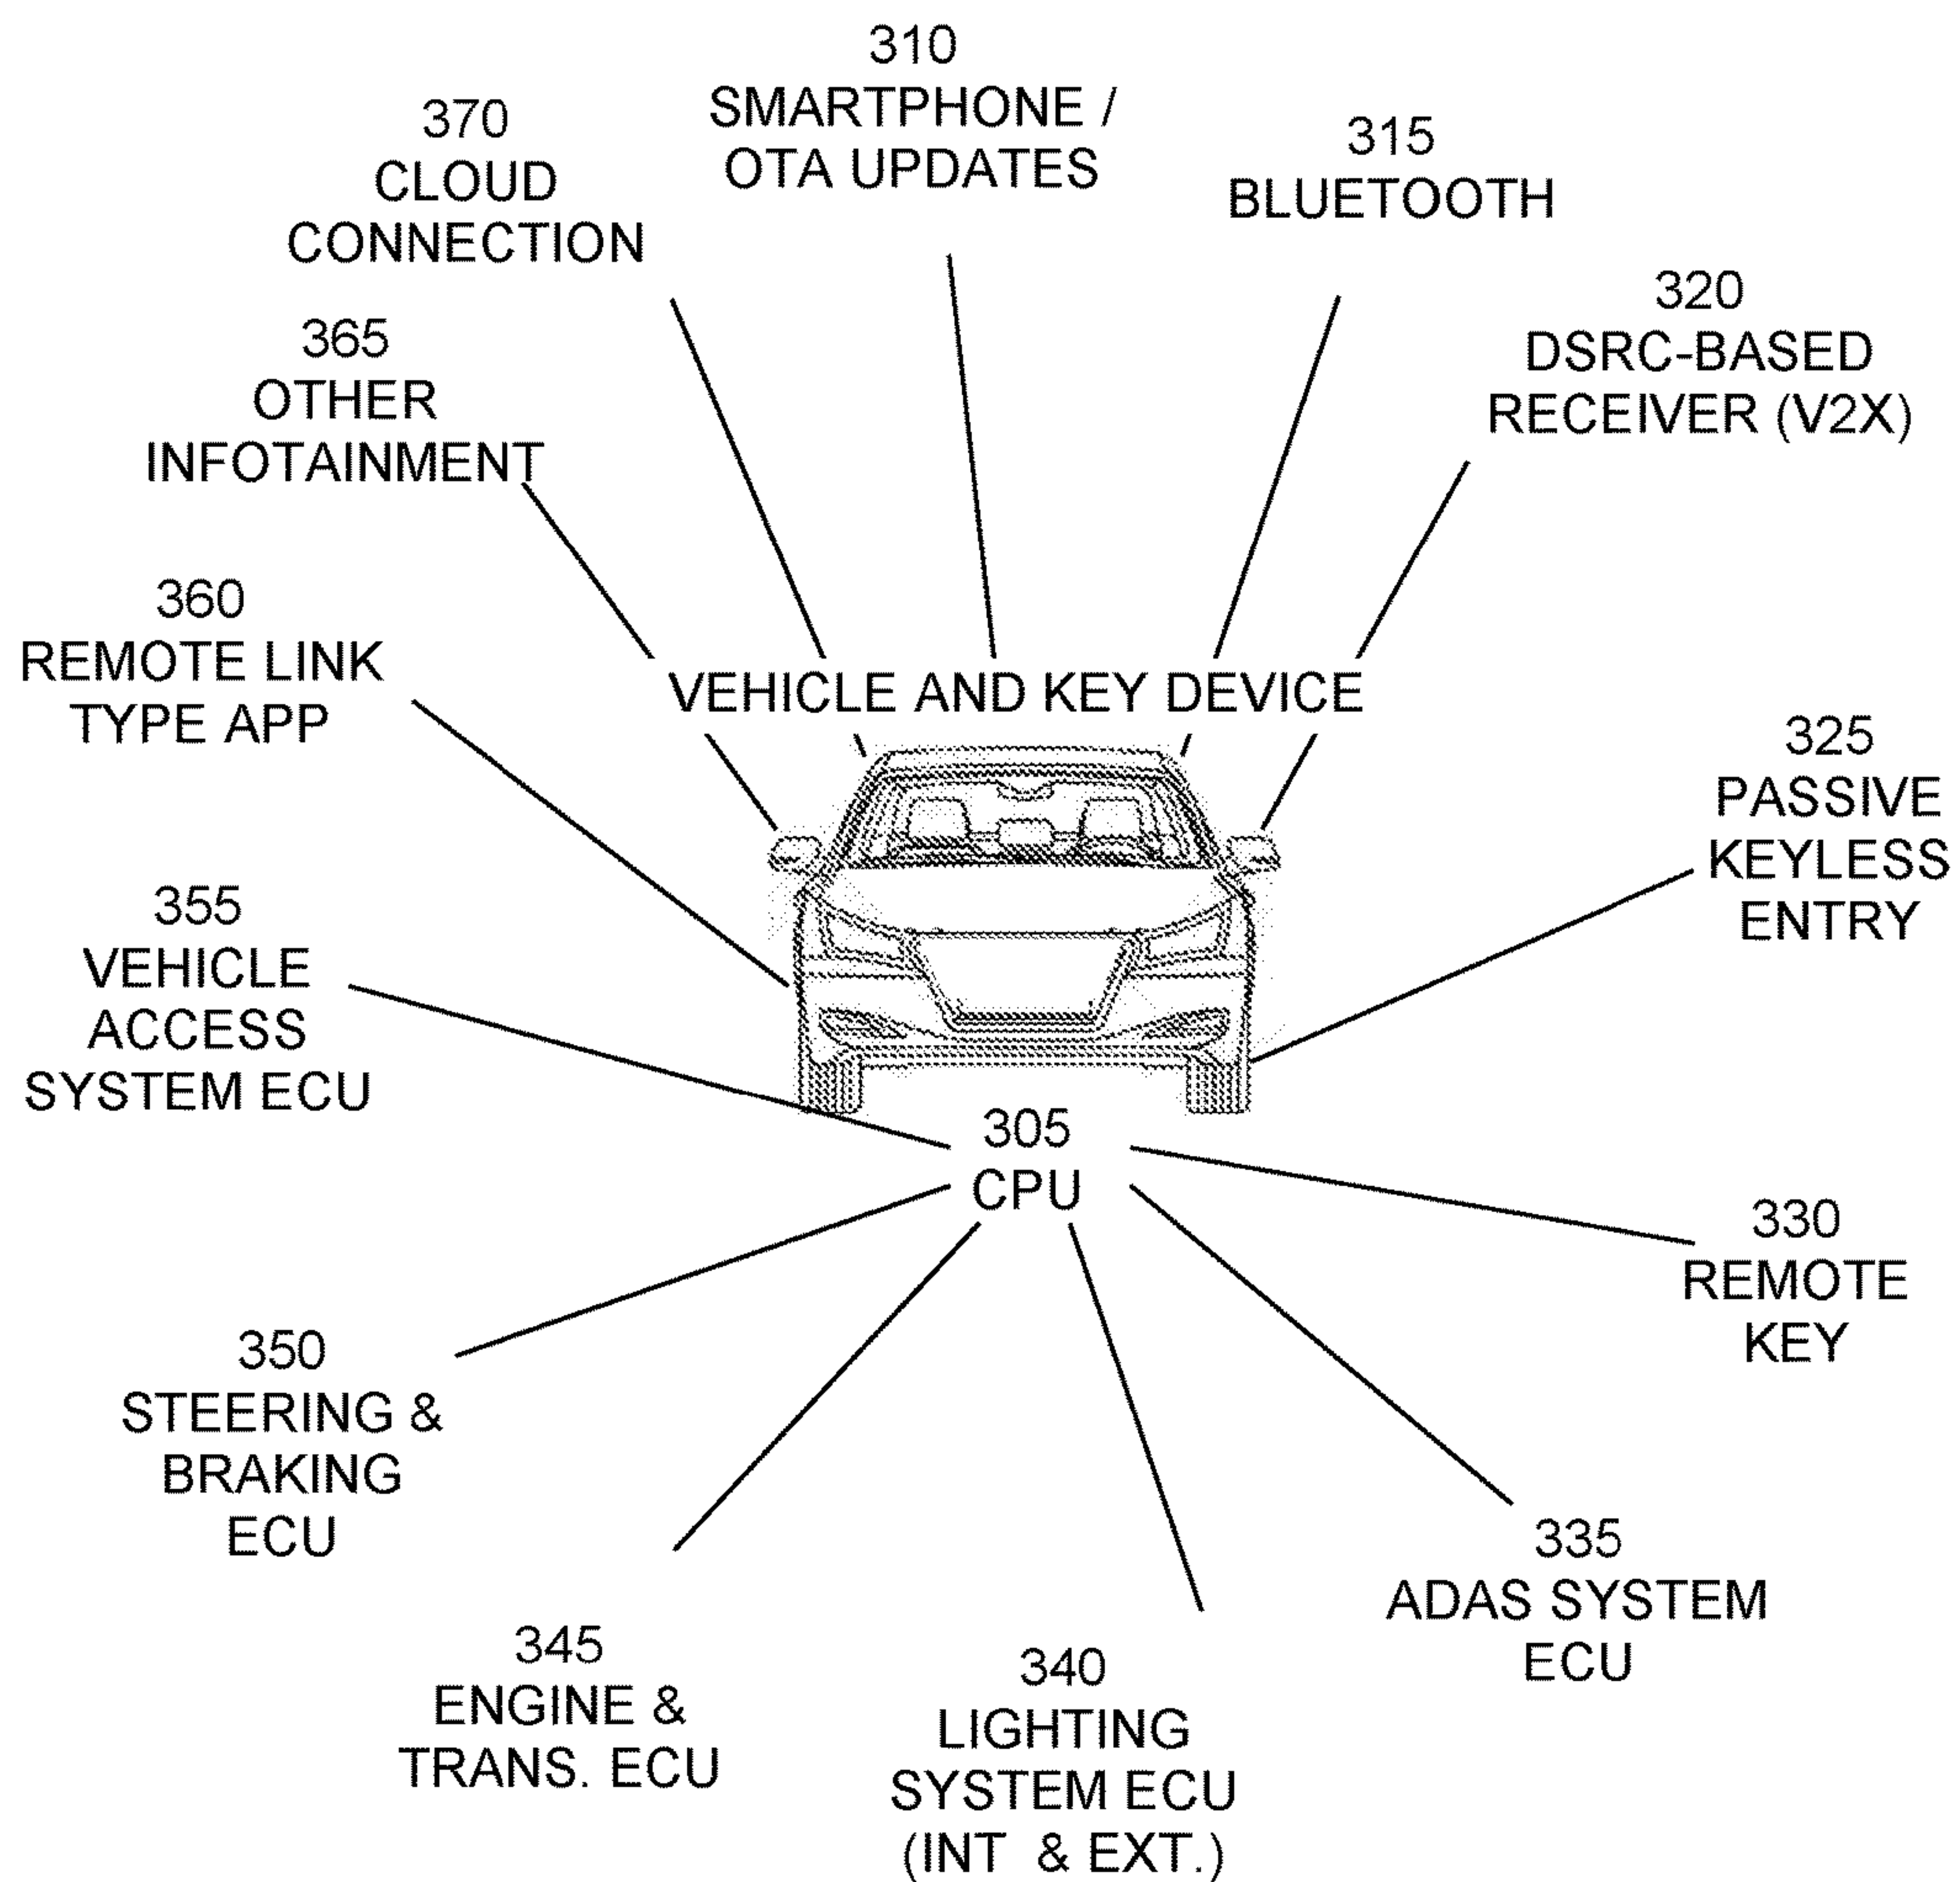 310
SMARTPHONE /
OTA UPDATES
370
CLOUD
CONNECTION
315
BLUETOOTH
320
DSRC-BASED
RECEIVER (V2X)
365
OTHER
INFOTAINMENT
360
REMOTE LINK
TYPE APP
VEHICLE AND KEY DEVICE
325
PASSIVE
KEYLESS
ENTRY
355
VEHICLE
ACCESS
SYSTEM ECU
305
CPU
330
REMOTE
KEY
350
STEERING &
BRAKING
ECU
335
ADAS SYSTEM
ECU
345
ENGINE &
TRANS. ECU
340
LIGHTING
SYSTEM ECU
(INT & EXT.)